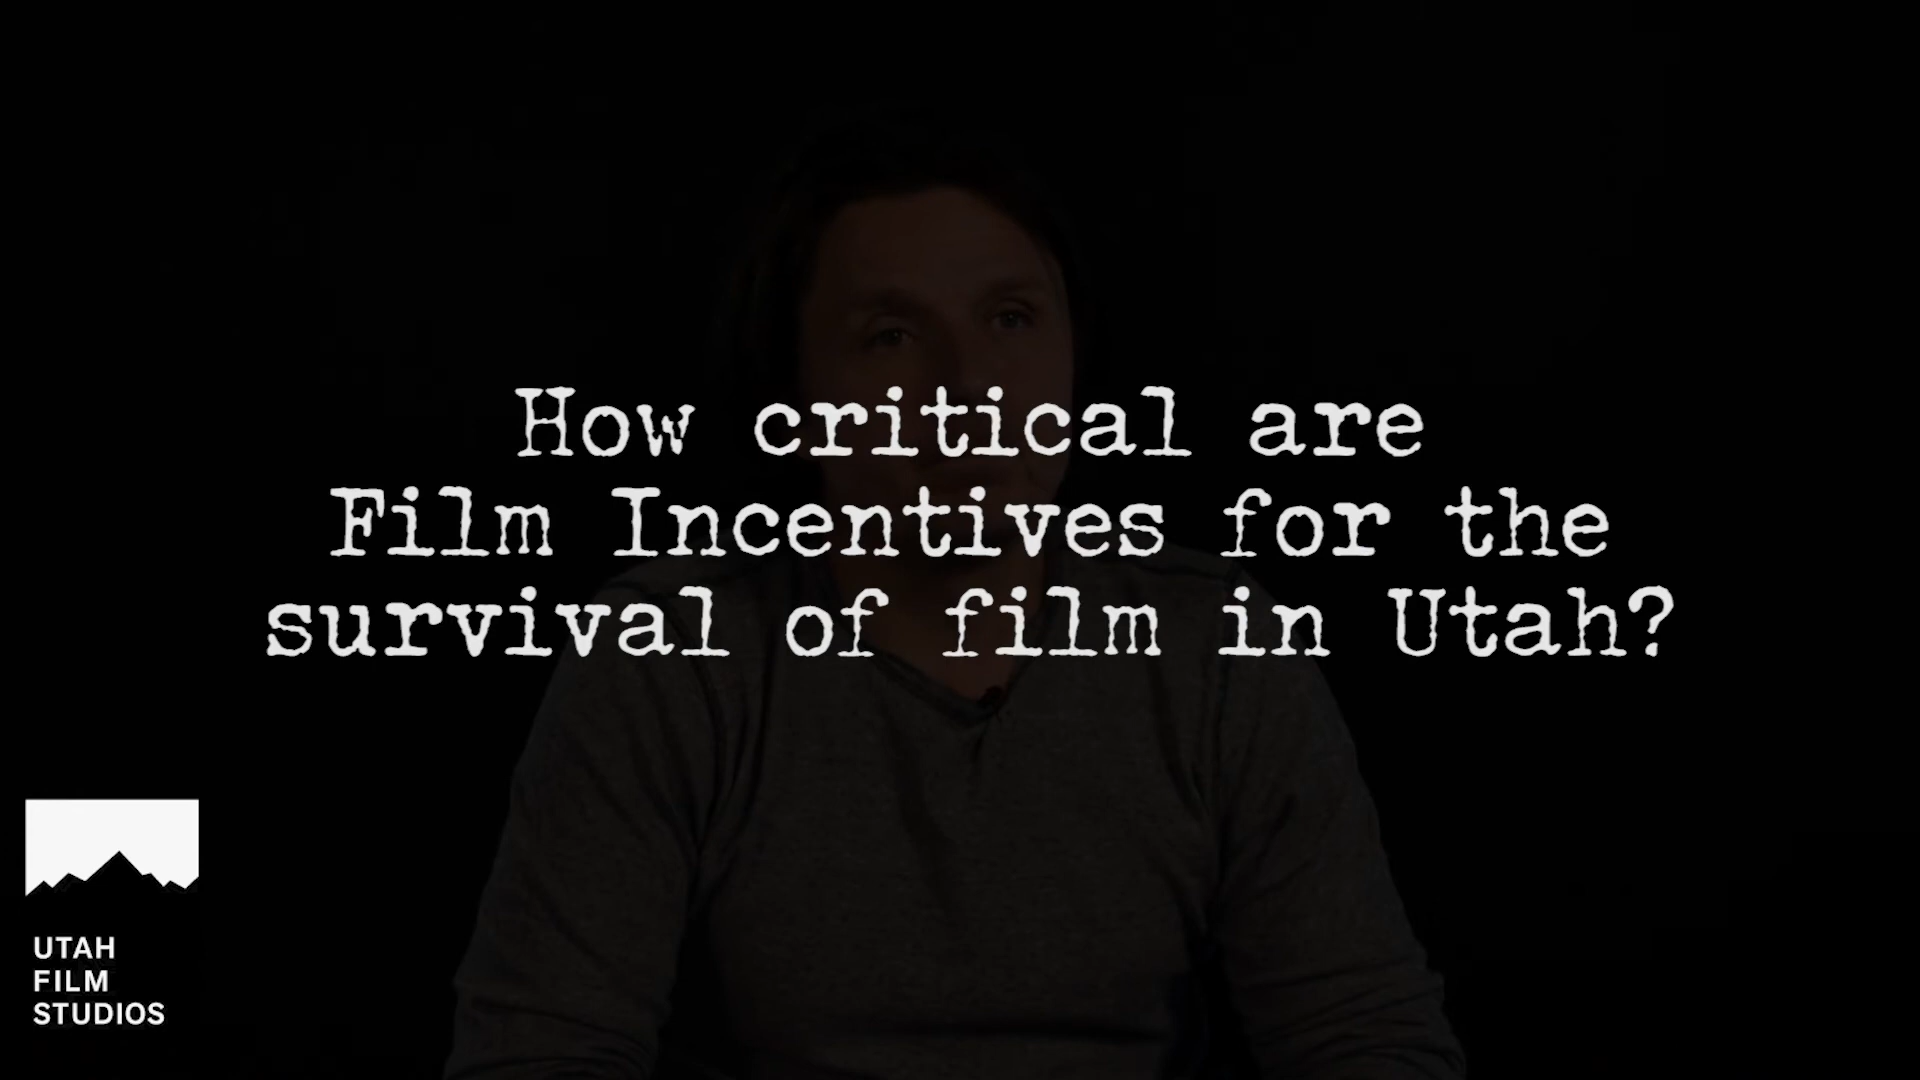 How critical are
Film Incentives for the
survival of film in Utah?
UTAH
FILM
STUDIOS